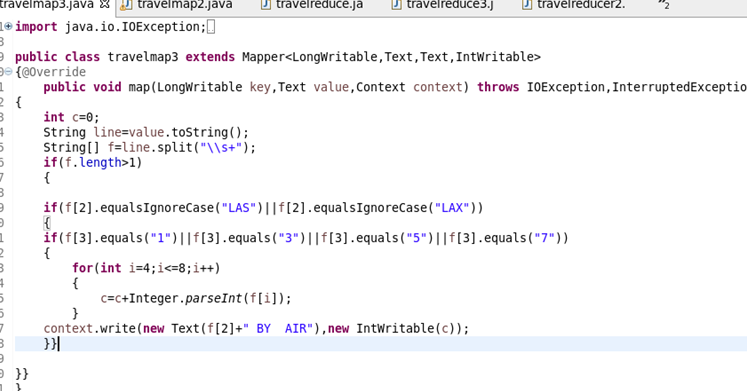 travelmap3.java travelmap2.java travelreduce.ja travelreduce3.j travelreducer2. »2
import java.io.IOException;
public class travelmap3 extends Mapper<LongWritable,Text,Text,IntWritable>
{@Override
public void map(LongWritable key,Text value,Context context) throws IOException,InterruptedExceptio
{
int c=0;
String line=value.toString();
String[] f=line.split("\\s+");
if(f.length>1)
{
if(f[2].equalsIgnoreCase("LAS")||f[2].equalsIgnoreCase("LAX"))
{
if(f[3].equals("1")||f[3].equals("3")||f[3].equals("5")||f[3].equals("7"))
{
for(int i=4;i<=8;i++)
{
c=c+Integer.parseInt(f[i]);
}
context.write(new Text(f[2]+" BY  AIR"),new IntWritable(c));
}}
}}
}